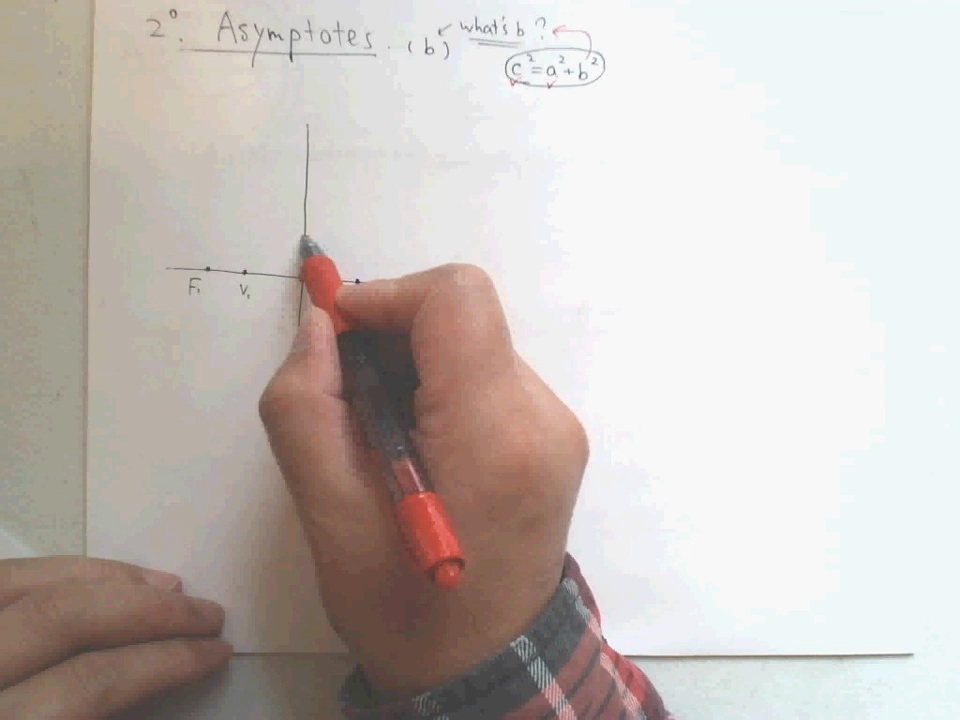 2°. Asymptotes. (b) what's b ?
c² = a² + b²
F₁ V₁